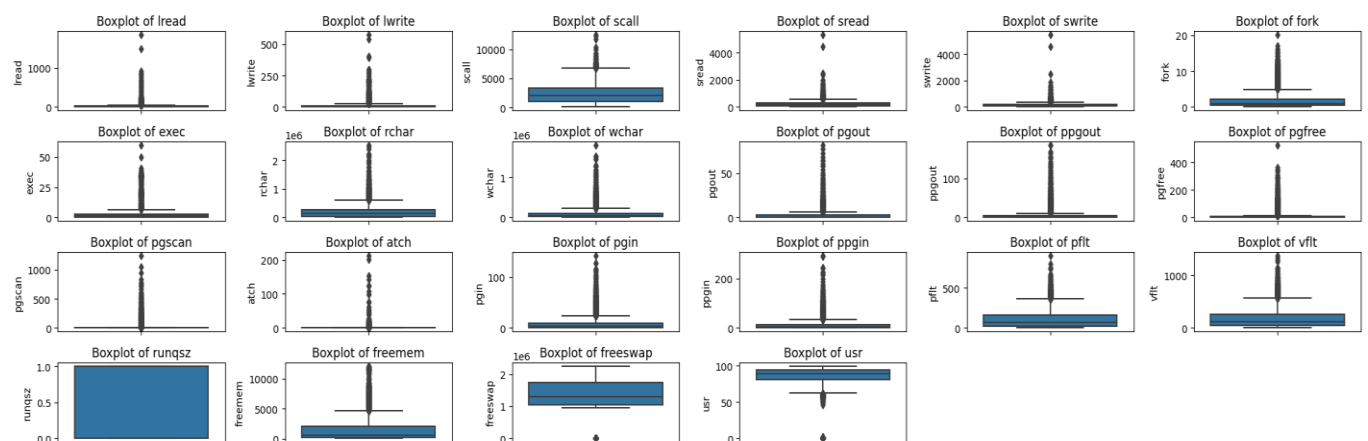 Boxplot of lread
Boxplot of lwrite
Boxplot of scall
Boxplot of sread
Boxplot of swrite
Boxplot of fork
lread
1000
0
lwrite
500
250
0
scall
10000
5000
0
sread
4000
2000
0
swrite
4000
2000
0
fork
20
10
0
Boxplot of exec
Boxplot of rchar
Boxplot of wchar
Boxplot of pgout
Boxplot of ppgout
Boxplot of pgfree
exec
50
25
0
1e6
rchar
2
1
0
1e6
wchar
1
0
pgout
50
0
ppgout
100
0
pgfree
400
200
0
Boxplot of pgscan
Boxplot of atch
Boxplot of pgin
Boxplot of ppgin
Boxplot of pflt
Boxplot of vflt
pgscan
1000
500
0
atch
200
100
0
pgin
100
0
ppgin
200
0
pflt
500
0
vflt
1000
0
Boxplot of runqsz
Boxplot of freemem
Boxplot of freeswap
Boxplot of usr
runqsz
1.0
0.5
0.0
freemem
10000
5000
0
1e6
freeswap
2
1
0
usr
100
50
0